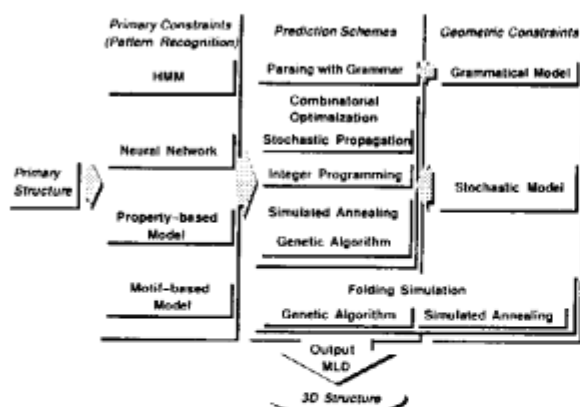 Primary Constraints
(Pattern Recognition)
HMM
Neural Network
Property-based
Model
Motif-based
Model
Primary
Structure
Prediction Schemes
Parsing with Grammar
Combinatorial
Optimaization
Stochastic Propagation
Integer Programming
Simulated Annealing
Genetic Algorithm
Geometric Constraints
Grammatical Model
Stochastic Model
Folding Simulation
Genetic Algorithm
Simulated Annealing
Output
MLD
3D Structure